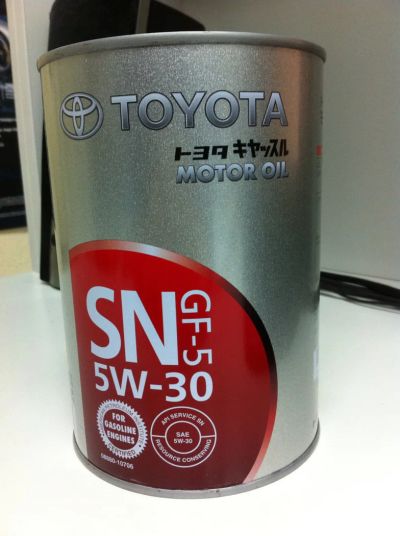 TOYOTA
トヨタ キヤッスル
MOTOR OIL
SN
GF-5
5W-30
FOR
GASOLINE
ENGINES
API SERVICE SN
SAE
5W-30
RESOURCE CONSERVING
08880-10706